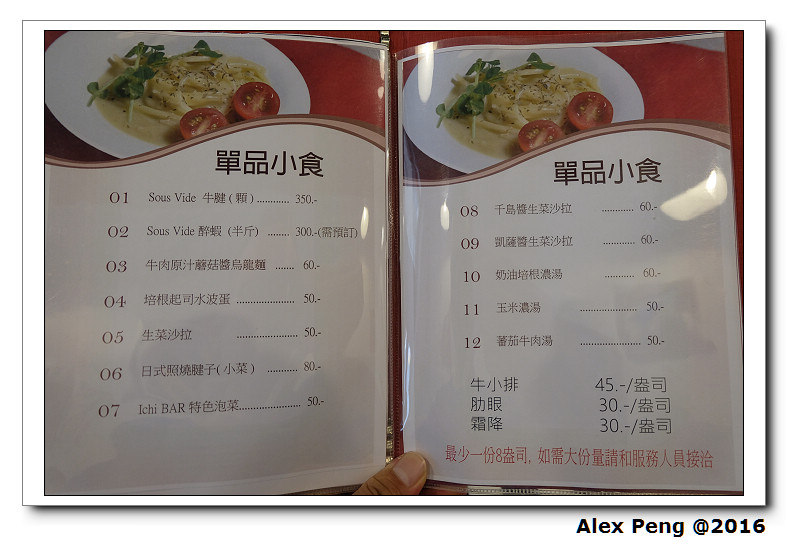 單品小食
01 Sous Vide 牛腱 ( 顆 ) ............ 350.-
02 Sous Vide 醉蝦 (半斤) ........ 300.-(需預訂)
03 牛肉原汁蘑菇醬烏龍麵 ....... 60.-
04 培根起司水波蛋 ...................... 50.-
05 生菜沙拉 ....................... 50.-
06 日式照燒腱子( 小菜 ) ........... 80.-
07 Ichi BAR 特色泡菜....................... 50.-
單品小食
08 千島醬生菜沙拉 ............ 60.-
09 凱薩醬生菜沙拉 ............ 60.-
10 奶油培根濃湯 ........... 60.-
11 玉米濃湯 ..................... 50.-
12 蕃茄牛肉湯 ...................... 50.-
牛小排 45.-/盎司
肋眼 30.-/盎司
霜降 30.-/盎司
最少一份8盎司, 如需大份量請和服務人員接洽
Alex Peng @2016